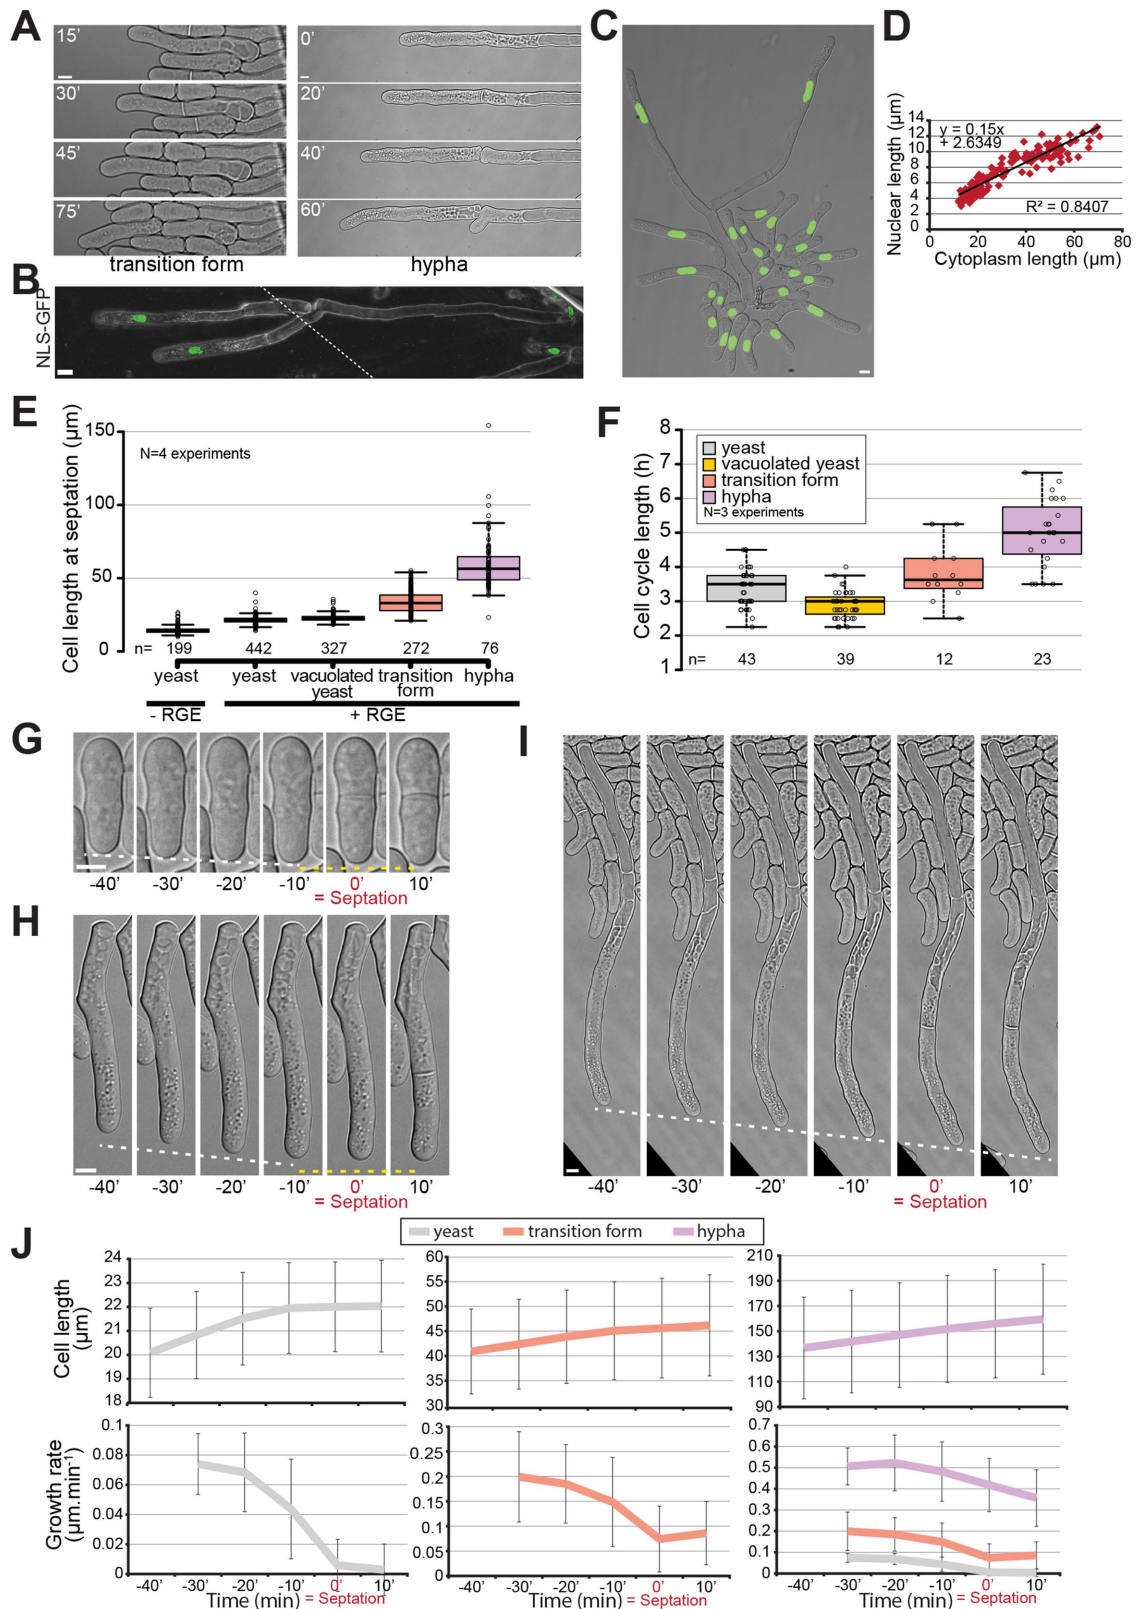 A
15’
30’
45’
75’
transition form
0’
20’
40’
60’
hypha
B
NLS-GFP
C
D
Nuclear length (µm)
14
12
10
8
6
4
2
0
y = 0.15x
+ 2.6349
R² = 0.8407
0 20 40 60 80
Cytoplasm length (µm)
E
Cell length at septation (µm)
150
100
50
0
N=4 experiments
n= 199 442 327 272 76
yeast yeast vacuolated yeast transition form hypha
- RGE + RGE
F
Cell cycle length (h)
8
7
6
5
4
3
2
1
yeast
vacuolated yeast
transition form
hypha
N=3 experiments
n= 43 39 12 23
G
-40’ -30’ -20’ -10’ 0’ 10’
= Septation
H
-40’ -30’ -20’ -10’ 0’ 10’
= Septation
I
-40’ -30’ -20’ -10’ 0’ 10’
= Septation
J
yeast transition form hypha
Cell length
(µm)
24
23
22
21
20
19
18
60
55
50
45
40
35
30
210
190
170
150
130
110
90
Growth rate
(µm.min⁻¹)
0.1
0.08
0.06
0.04
0.02
0
-40’ -30’ -20’ -10’ 0’ 10’
Time (min) = Septation
0.3
0.25
0.2
0.15
0.1
0.05
0
-40’ -30’ -20’ -10’ 0’ 10’
Time (min) = Septation
0.7
0.6
0.5
0.4
0.3
0.2
0.1
0
-40’ -30’ -20’ -10’ 0’ 10’
Time (min) = Septation